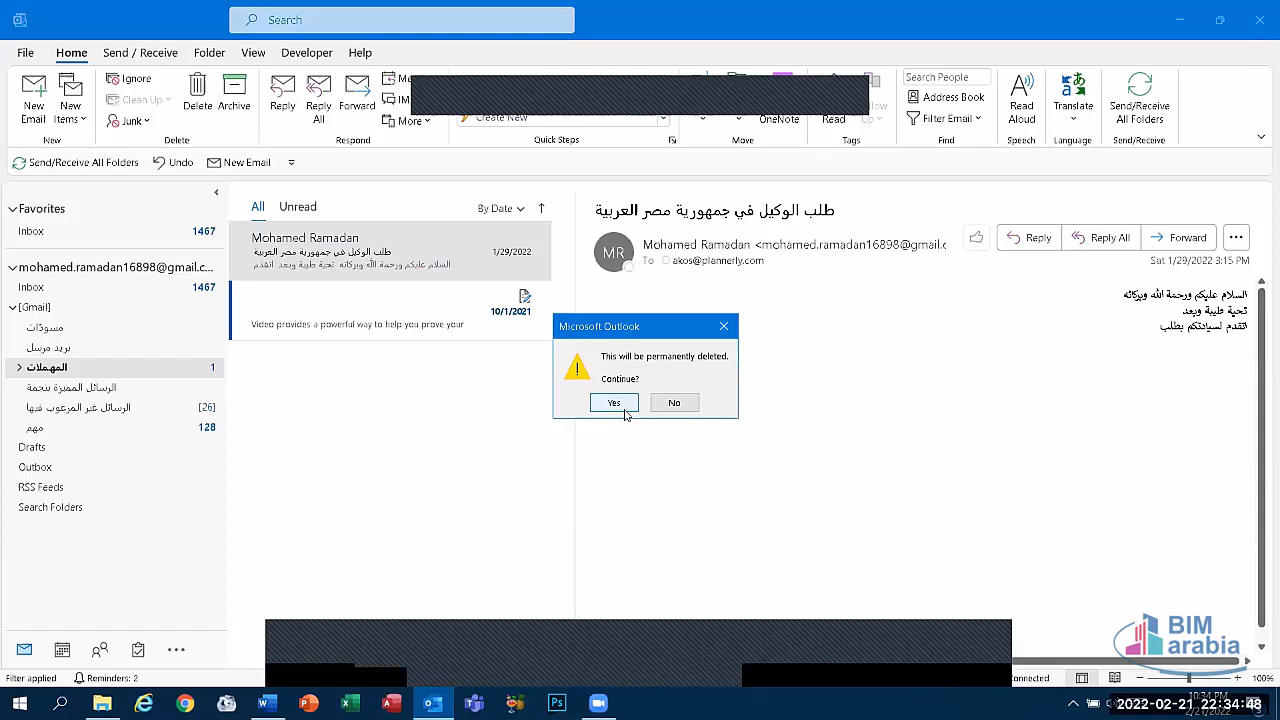 Search
File Home Send / Receive Folder View Developer Help
New Email
New Items
Ignore
Clean Up
Junk
Delete
Archive
Reply
Reply All
Forward
More
Create New
OneNote
Read
Search People
Address Book
Filter Email
Read Aloud
Translate
Send/Receive All Folders
New Delete Respond Quick Steps Move Tags Find Speech Language Send/Receive
Send/Receive All Folders Undo New Email
Favorites
Inbox 1467
mohamed.ramadan16898@gmail.c...
Inbox 1467
[Gmail]
مسودات
بريد مرسل
المهملات 1
الرسائل المميزة بنجمة
الرسائل غير المرغوب فيها [26]
مهم 128
Drafts
Outbox
RSS Feeds
Search Folders
All Unread By Date
Mohamed Ramadan
طلب الوكيل في جمهورية مصر العربية 1/29/2022
السلام عليكم ورحمة الله وبركاته تحية طيبة وبعد اتقدم
10/1/2021
Video provides a powerful way to help you prove your
طلب الوكيل في جمهورية مصر العربية
MR
Mohamed Ramadan <mohamed.ramadan16898@gmail.c
To akos@plannerly.com
Reply Reply All Forward
Sat 1/29/2022 3:15 PM
السلام عليكم ورحمة الله وبركاته
تحية طيبة وبعد
اتقدم لسيادتكم بطلب
Microsoft Outlook
This will be permanently deleted.
Continue?
Yes No
BIM
arabia
Filter applied Reminders: 2
100%
10:34 PM
2022-02-21 22:34:48
2/21/2022